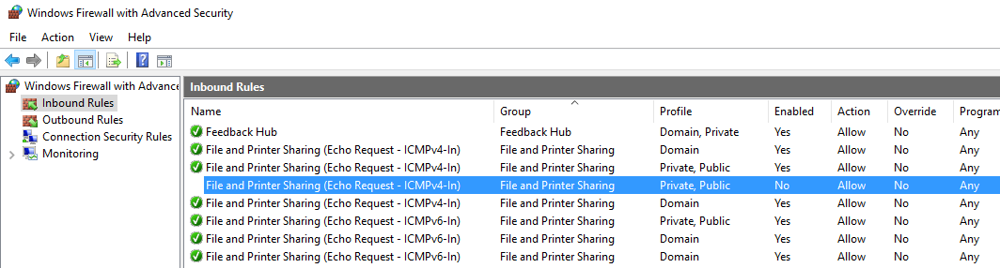 Windows Firewall with Advanced Security
File Action View Help
Windows Firewall with Advance
Inbound Rules
Outbound Rules
Connection Security Rules
Monitoring
Inbound Rules
Name Group Profile Enabled Action Override Program
Feedback Hub Feedback Hub Domain, Private Yes Allow No Any
File and Printer Sharing (Echo Request - ICMPv4-In) File and Printer Sharing Domain Yes Allow No Any
File and Printer Sharing (Echo Request - ICMPv4-In) File and Printer Sharing Private, Public Yes Allow No Any
File and Printer Sharing (Echo Request - ICMPv4-In) File and Printer Sharing Private, Public No Allow No Any
File and Printer Sharing (Echo Request - ICMPv4-In) File and Printer Sharing Domain Yes Allow No Any
File and Printer Sharing (Echo Request - ICMPv6-In) File and Printer Sharing Private, Public Yes Allow No Any
File and Printer Sharing (Echo Request - ICMPv6-In) File and Printer Sharing Domain Yes Allow No Any
File and Printer Sharing (Echo Request - ICMPv6-In) File and Printer Sharing Domain Yes Allow No Any